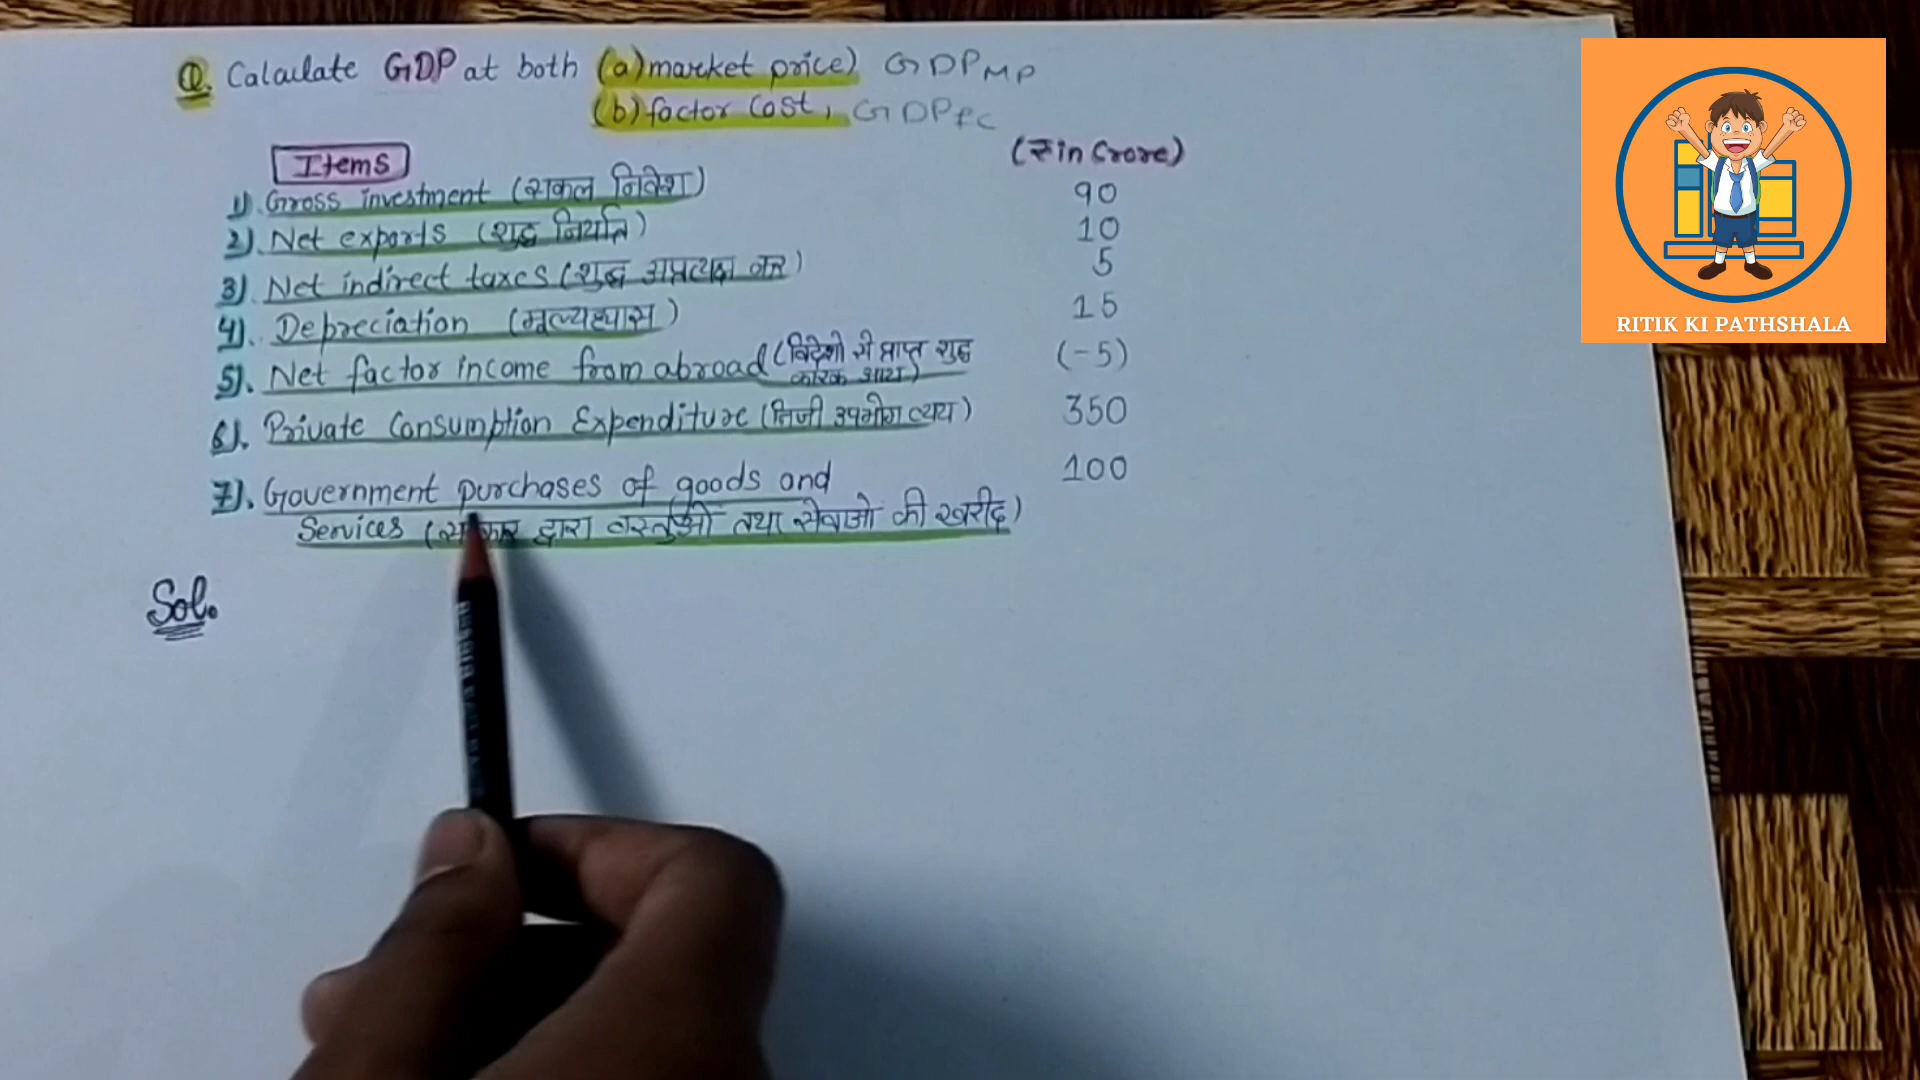 Q. Calculate GDP at both (a) market price) GDPMP
(b) factor Cost, GDPfc
Items (₹ in Crore)
1). Gross investment (सकल निवेश) 90
2). Net exports (शुद्ध निर्यात) 10
3). Net indirect taxes (शुद्ध अप्रत्यक्ष कर) 5
4). Depreciation (मूल्यह्रास) 15
5). Net factor income from abroad (विदेशो से प्राप्त शुद्ध कारक आय) (-5)
6). Private Consumption Expenditure (निजी उपभोग व्यय) 350
7). Government purchases of goods and 100
Services (सरकार द्वारा वस्तुओं तथा सेवाओ की खरीद)
Sol.
RITIK KI PATHSHALA